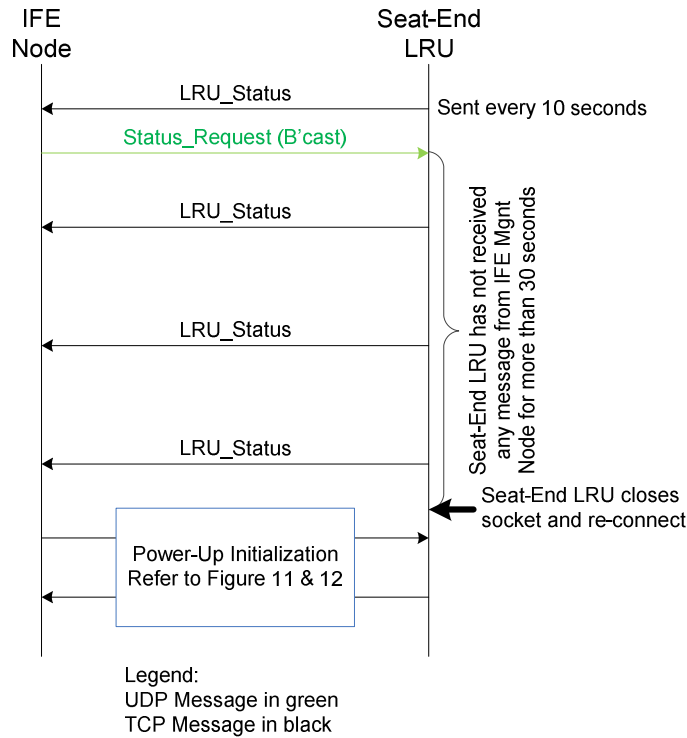 IFE
Node
Seat-End
LRU
LRU_Status
Sent every 10 seconds
Status_Request (B'cast)
LRU_Status
LRU_Status
LRU_Status
Seat-End LRU has not received
any message from IFE Mgnt
Node for more than 30 seconds
Seat-End LRU closes
socket and re-connect
Power-Up Initialization
Refer to Figure 11 & 12
Legend:
UDP Message in green
TCP Message in black